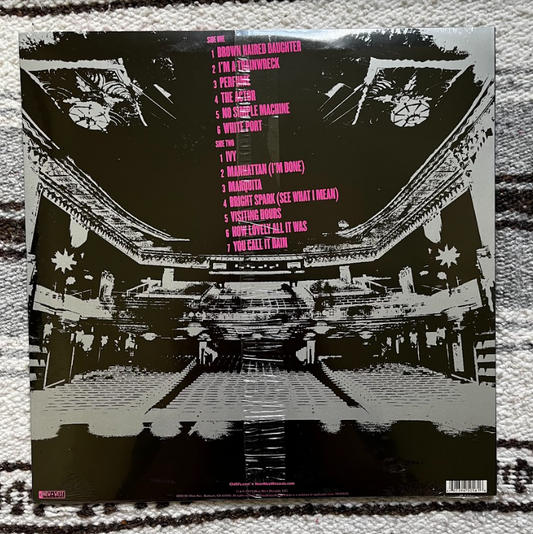 SIDE ONE
1 BROWN HAIRED DAUGHTER
2 I'M A TRAINWRECK
3 PERFUME
4 THE ACTOR
5 NO SIMPLE MACHINE
6 WHITE PORT
SIDE TWO
1 IVY
2 MANHATTAN (I'M DONE)
3 MARQUITA
4 BRIGHT SPARK (SEE WHAT I MEAN)
5 VISITING HOURS
6 HOW LOVELY ALL IT WAS
7 YOU CALL IT RAIN
NEW WEST